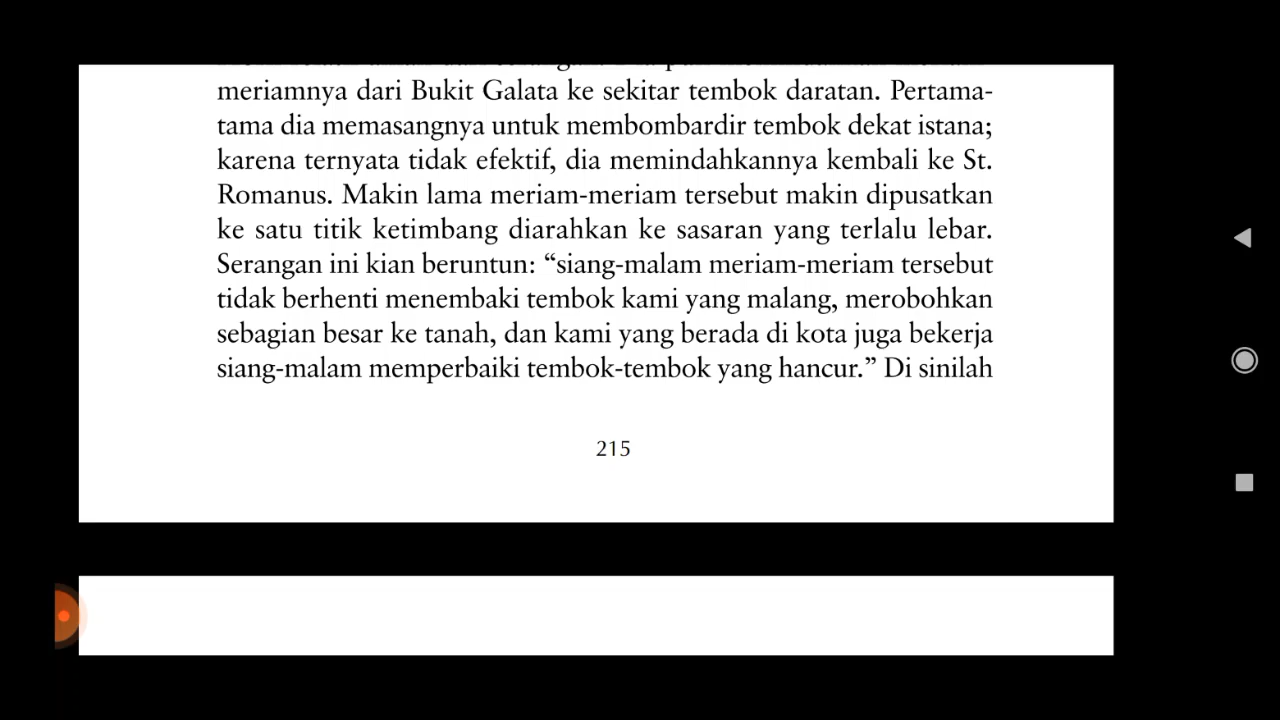 meriamnya dari Bukit Galata ke sekitar tembok daratan. Pertama-
tama dia memasangnya untuk membombardir tembok dekat istana;
karena ternyata tidak efektif, dia memindahkannya kembali ke St.
Romanus. Makin lama meriam-meriam tersebut makin dipusatkan
ke satu titik ketimbang diarahkan ke sasaran yang terlalu lebar.
Serangan ini kian beruntun: “siang-malam meriam-meriam tersebut
tidak berhenti menembaki tembok kami yang malang, merobohkan
sebagian besar ke tanah, dan kami yang berada di kota juga bekerja
siang-malam memperbaiki tembok-tembok yang hancur.” Di sinilah
215